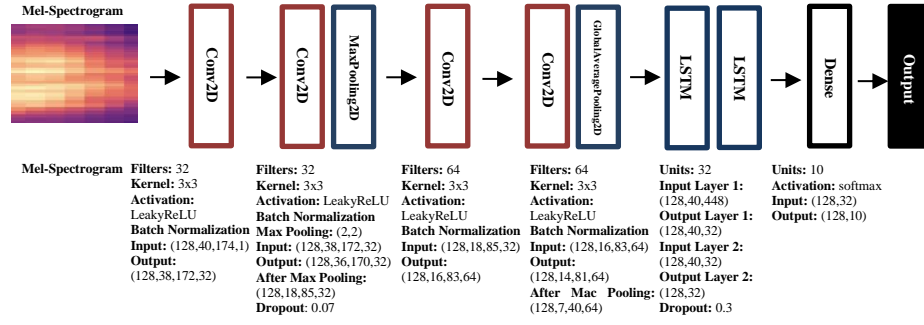 Mel-Spectrogram
Conv2D
Conv2D
MaxPooling2D
Conv2D
Conv2D
GlobalAveragePooling2D
LSTM
LSTM
Dense
Output
Mel-Spectrogram
Filters: 32
Kernel: 3x3
Activation:
LeakyReLU
Batch Normalization
Input: (128,40,174,1)
Output:
(128,38,172,32)
Filters: 32
Kernel: 3x3
Activation: LeakyReLU
Batch Normalization
Max Pooling: (2,2)
Input: (128,38,172,32)
Output: (128,36,170,32)
After Max Pooling:
(128,18,85,32)
Dropout: 0.07
Filters: 64
Kernel: 3x3
Activation:
LeakyReLU
Batch Normalization
Input: (128,18,85,32)
Output:
(128,16,83,64)
Filters: 64
Kernel: 3x3
Activation:
LeakyReLU
Batch Normalization
Input: (128,16,83,64)
Output:
(128,14,81,64)
After Mac Pooling:
(128,7,40,64)
Units: 32
Input Layer 1:
(128,40,448)
Output Layer 1:
(128,40,32)
Input Layer 2:
(128,40,32)
Output Layer 2:
(128,32)
Dropout: 0.3
Units: 10
Activation: softmax
Input: (128,32)
Output: (128,10)